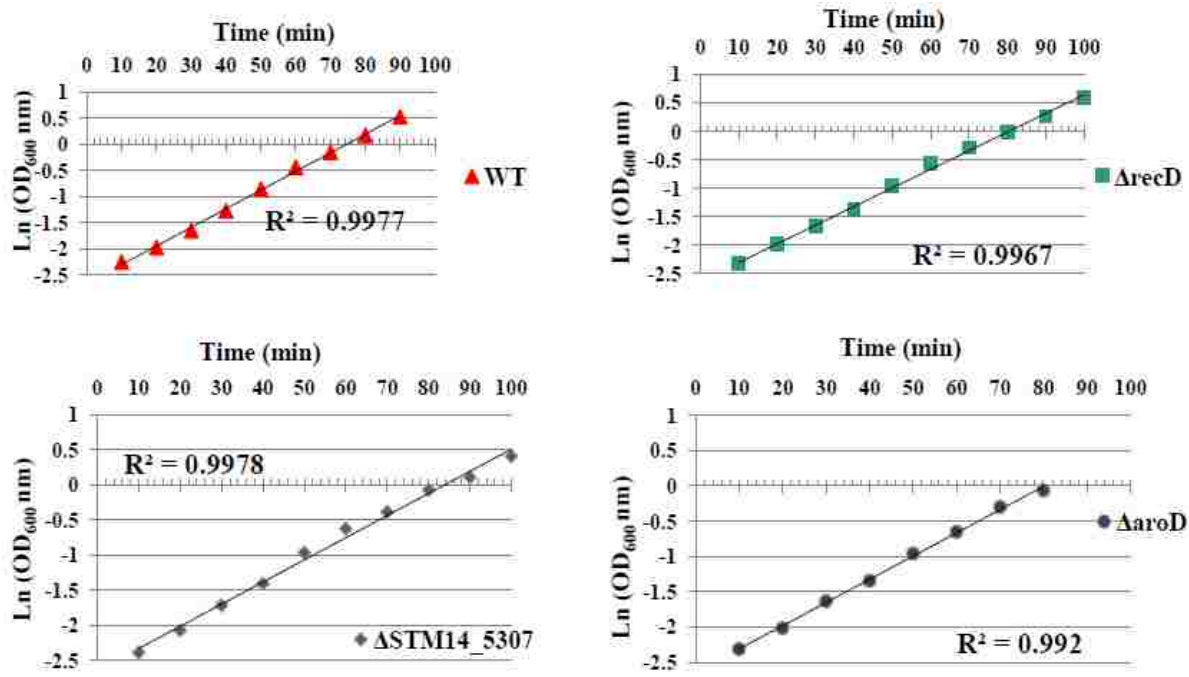 Time (min)
0 10 20 30 40 50 60 70 80 90 100
1
0.5
0
-0.5
-1
-1.5
-2
-2.5
Ln (OD600 nm)
R² = 0.9977
WT
Time (min)
0 10 20 30 40 50 60 70 80 90 100
1
0.5
0
-0.5
-1
-1.5
-2
-2.5
Ln (OD600 nm)
R² = 0.9967
ΔrecD
Time (min)
0 10 20 30 40 50 60 70 80 90 100
1
0.5
0
-0.5
-1
-1.5
-2
-2.5
Ln (OD600 nm)
R² = 0.9978
ΔSTM14_5307
Time (min)
0 10 20 30 40 50 60 70 80 90 100
1
0.5
0
-0.5
-1
-1.5
-2
-2.5
Ln (OD600 nm)
R² = 0.992
ΔaroD